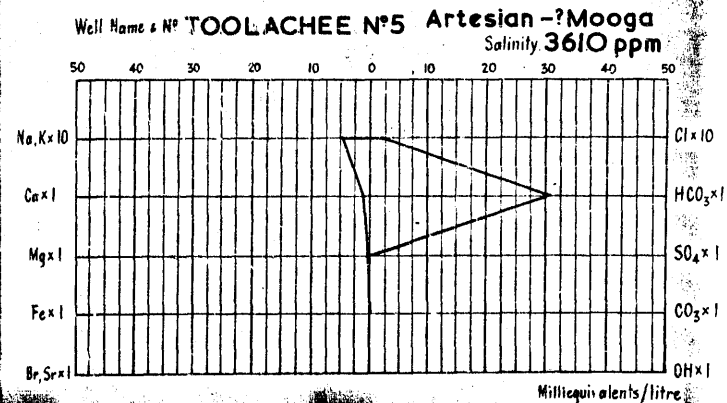 Well Name & Nº TOOLACHEE Nº5 Artesian -?Mooga
Salinity 3610 ppm
50 40 30 20 10 0 10 20 30 40 50
Na,K×10 Cl×10
Ca×1 HCO₃×1
Mg×1 SO₄×1
Fe×1 CO₃×1
Br,Sr×1 OH×1
Milliequivalents/litre